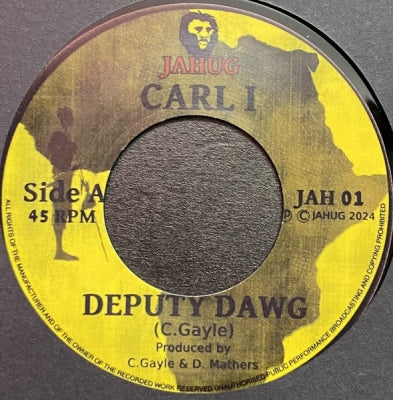 JAHUG
CARL I
Side A
45 RPM
JAH 01
Ⓟ © JAHUG 2024
DEPUTY DAWG
(C.Gayle)
Produced by
C.Gayle & D. Mathers
ALL RIGHTS OF THE MANUFACTURER AND OF THE OWNER OF THE RECORDED WORK RESERVED UNAUTHORISED PUBLIC PERFORMANCE BROADCASTING AND COPYING PROHIBITED